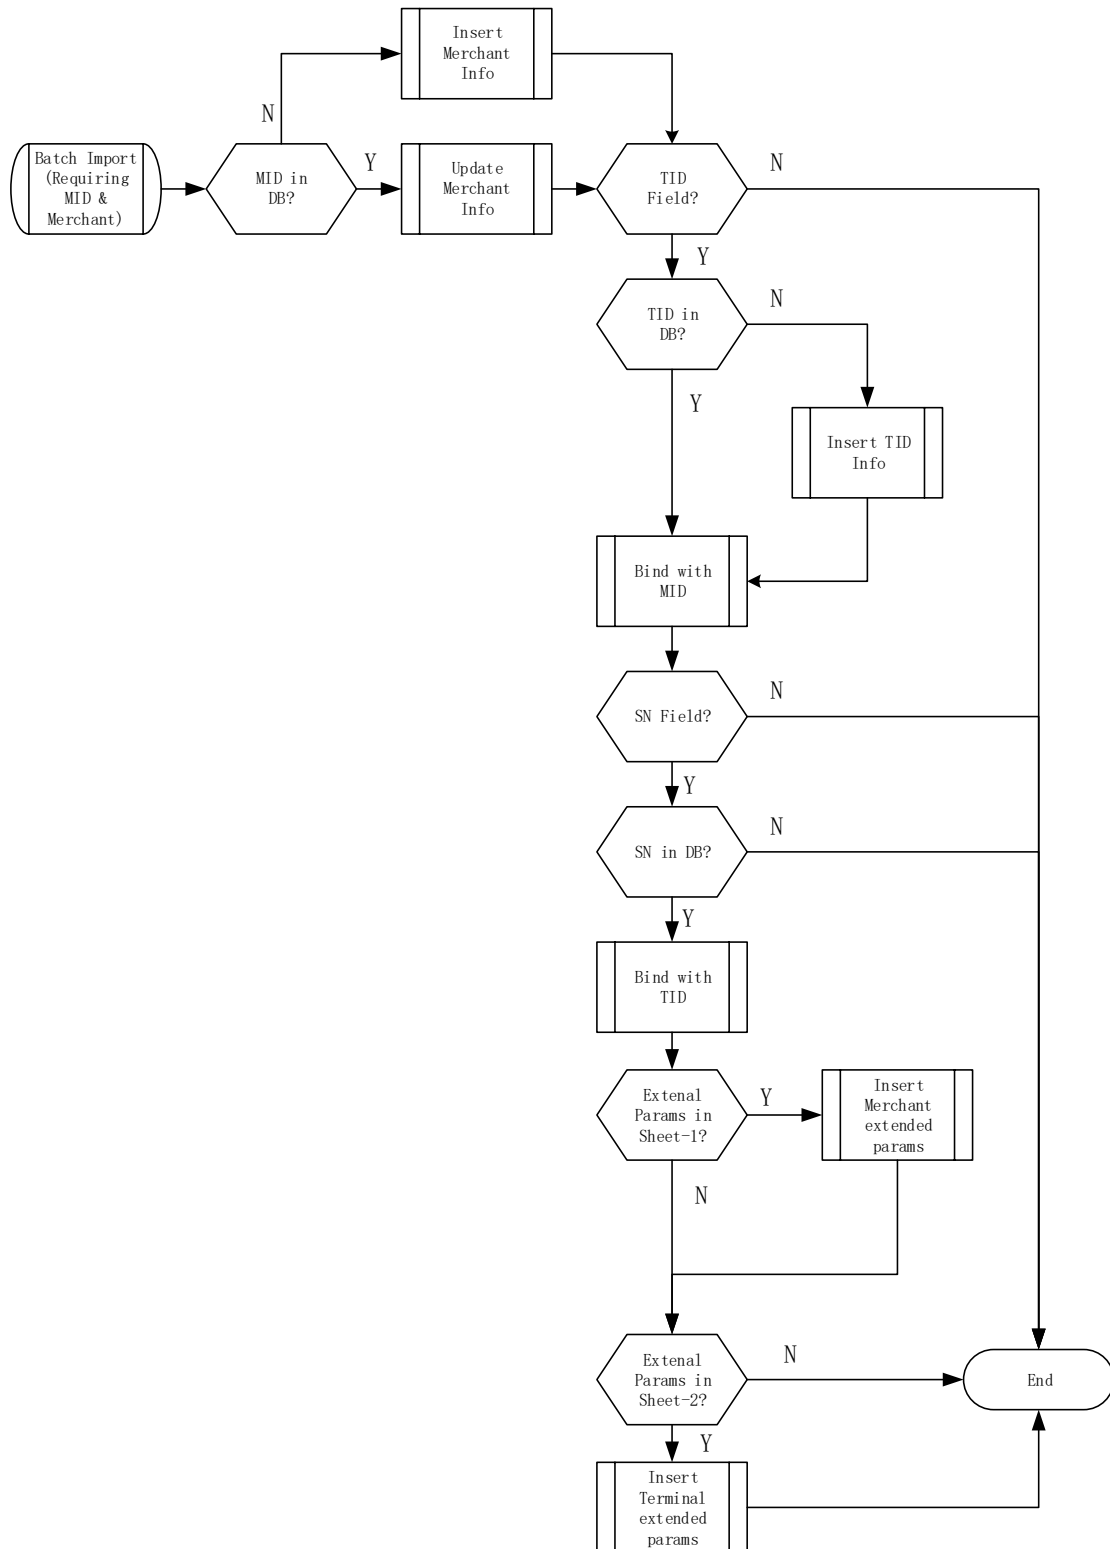 Insert
Merchant
Info
N
Batch Import
(Requiring
MID &
Merchant)
MID in
DB?
Y
Update
Merchant
Info
TID
Field?
N
Y
TID in
DB?
N
Y
Insert TID
Info
Bind with
MID
SN Field?
N
Y
SN in DB?
N
Y
Bind with
TID
Extenal
Params in
Sheet-1?
Y
Insert
Merchant
extended
params
N
Extenal
Params in
Sheet-2?
N
End
Y
Insert
Terminal
extended
params